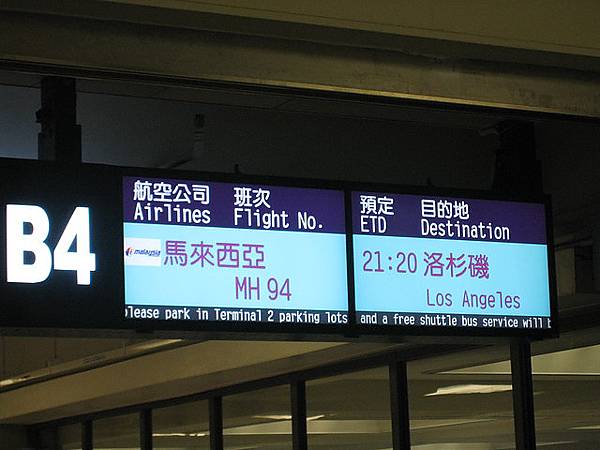 B4
航空公司 班次
Airlines Flight No.
malaysia 馬來西亞
MH 94
預定 目的地
ETD Destination
21:20 洛杉磯
Los Angeles
please park in Terminal 2 parking lots and a free shuttle bus service will